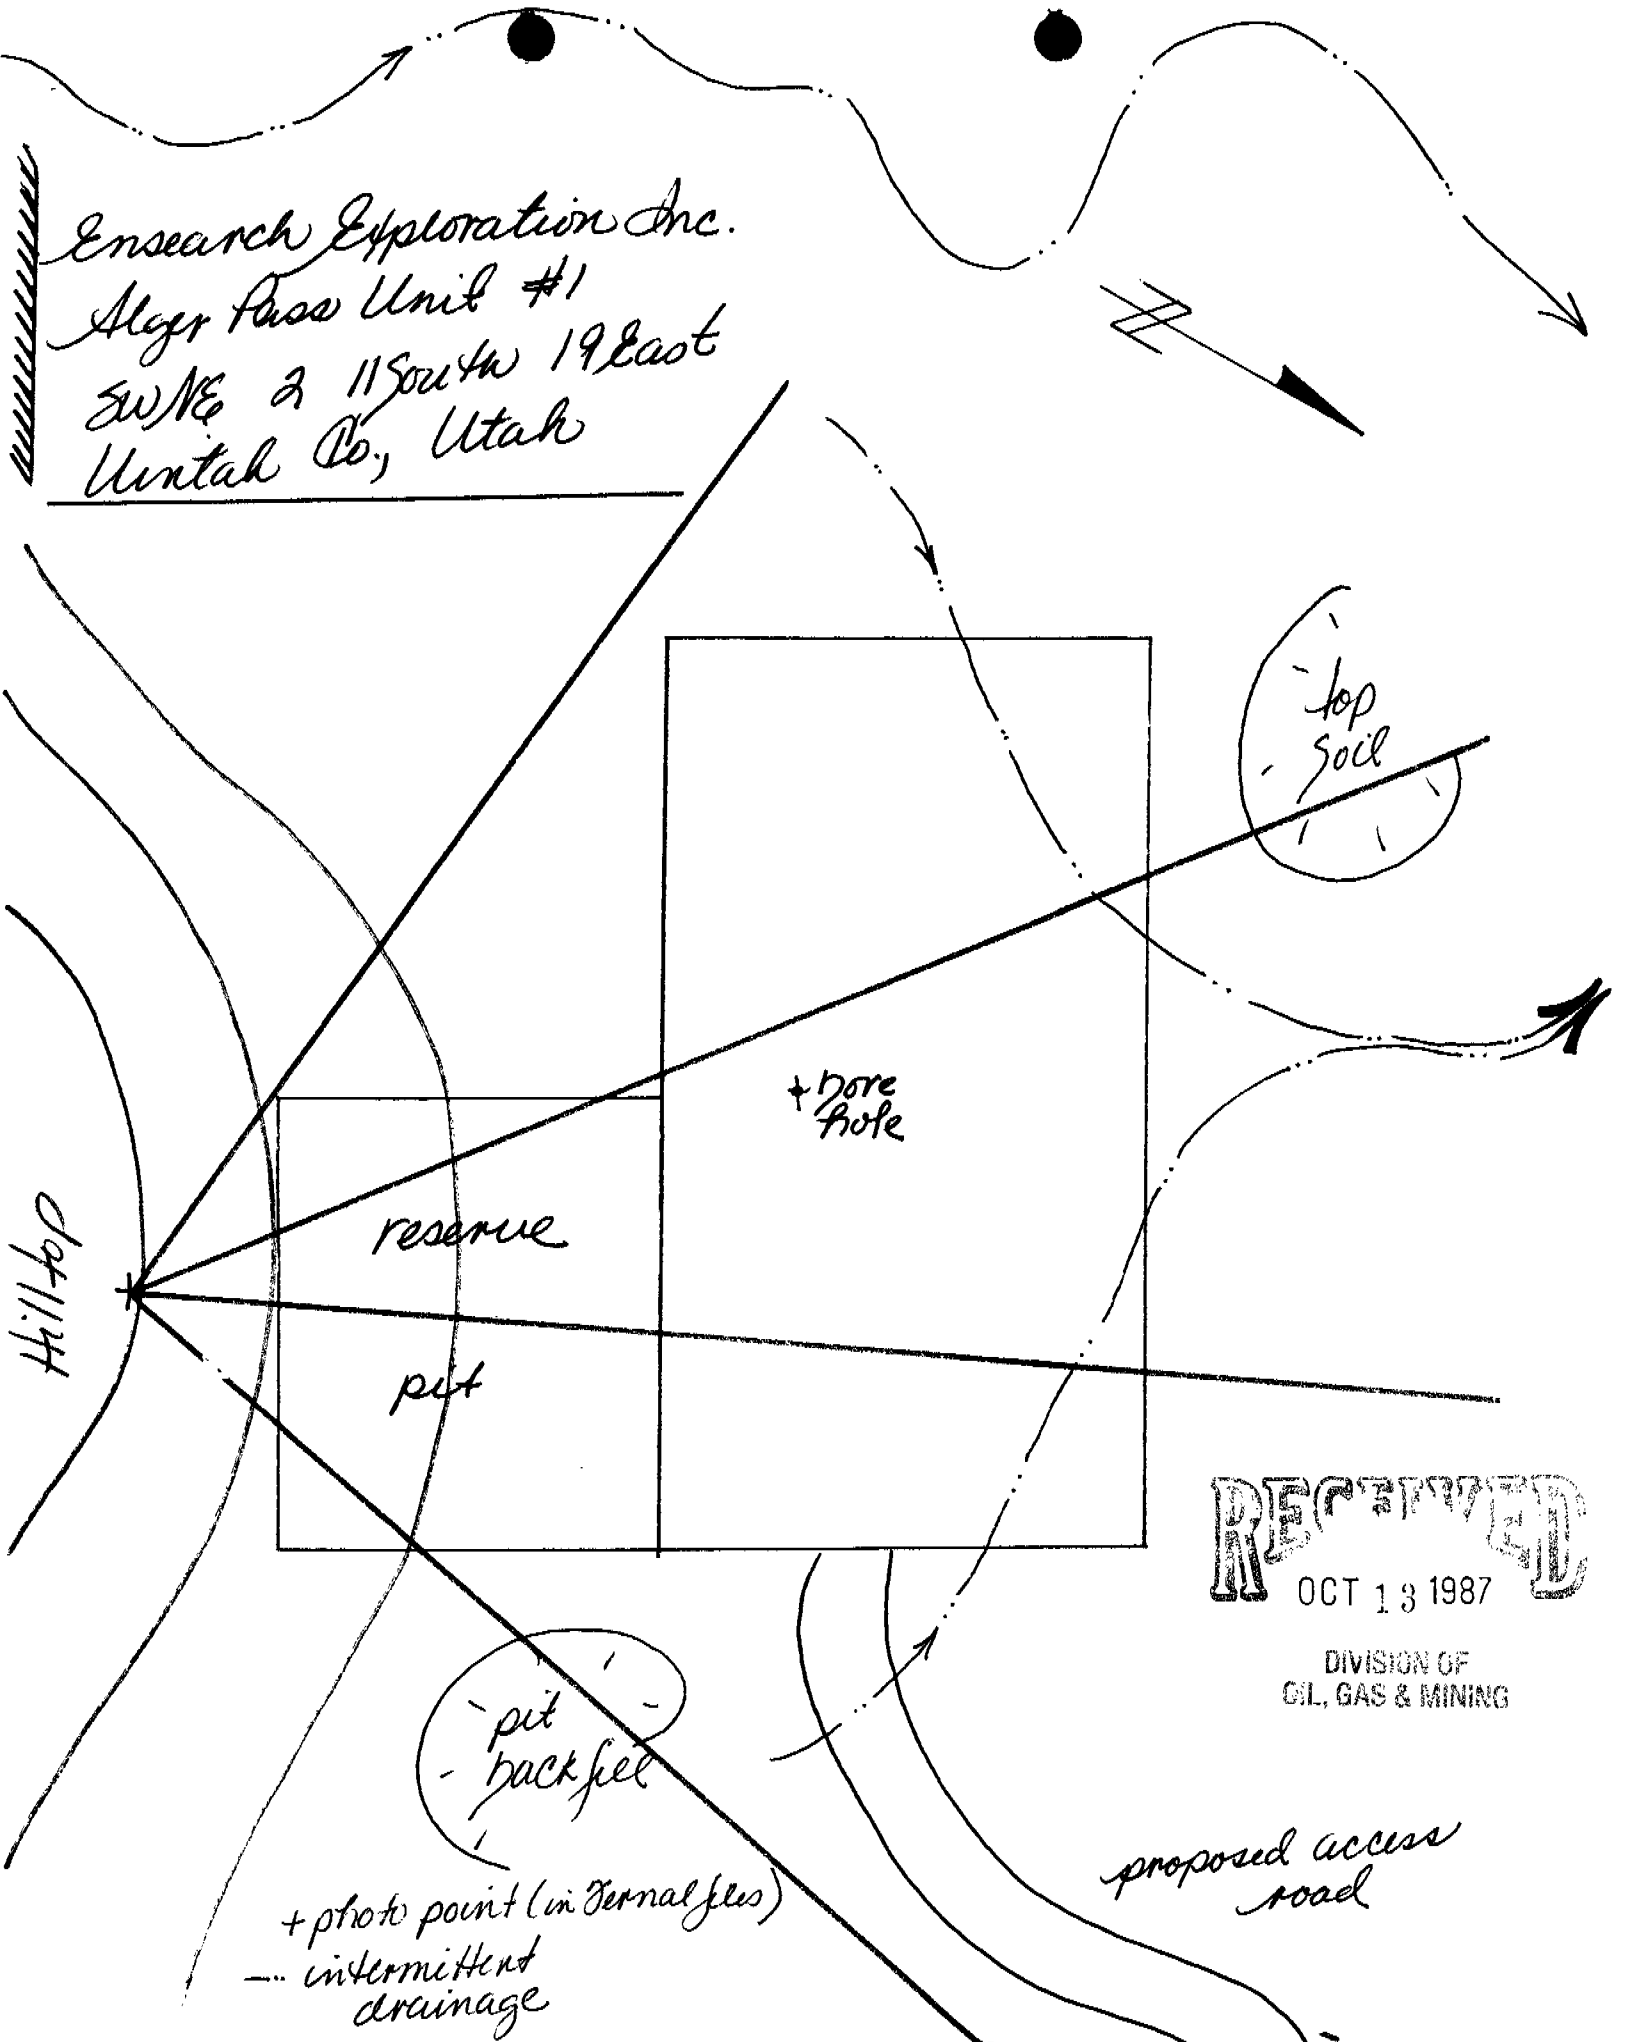 Ensearch Exploration Inc.
Alger Pass Unit #1
SWNE 2 11South 19East
Uintah Co., Utah
top
soil
bore
hole
reserve
pit
Hilltop
RECEIVED
OCT 13 1987
DIVISION OF
OIL, GAS & MINING
pit
backfill
proposed access
road
+ photo point (in Vernal files)
—·· intermittent
drainage